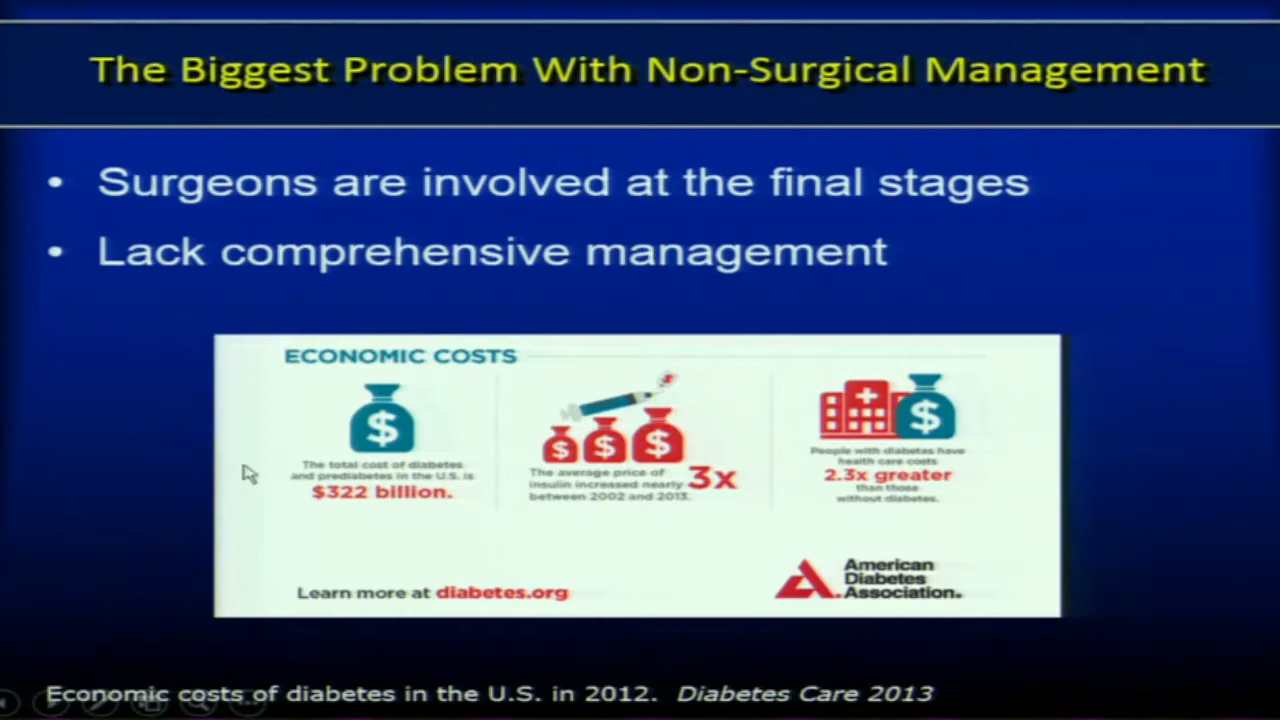 The Biggest Problem With Non-Surgical Management
• Surgeons are involved at the final stages
• Lack comprehensive management
ECONOMIC COSTS
$
The total cost of diabetes
and prediabetes in the U.S. is
$322 billion.
$ $ $
The average price of
insulin increased nearly 3x
between 2002 and 2013.
$
People with diabetes have
health care costs
2.3x greater
than those
without diabetes.
Learn more at diabetes.org
American
Diabetes
Association.
Economic costs of diabetes in the U.S. in 2012. Diabetes Care 2013